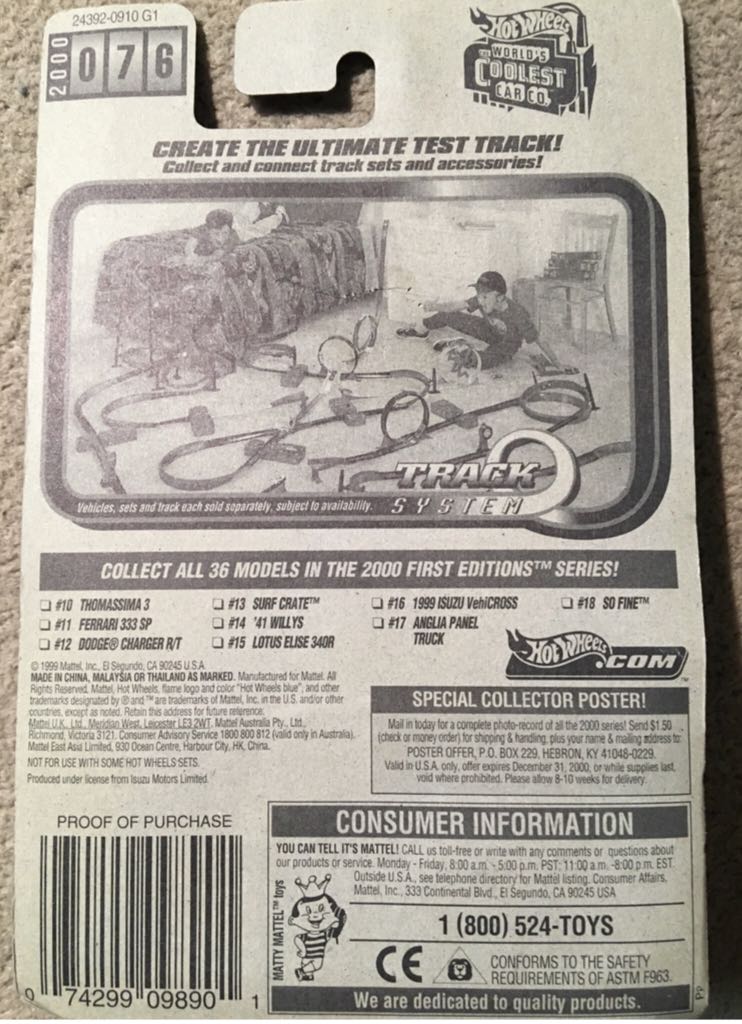 24392-0910 G1
2000
076
Hot Wheels
THE WORLD'S
COOLEST
CAR CO.
CREATE THE ULTIMATE TEST TRACK!
Collect and connect track sets and accessories!
TRACK
SYSTEM
Vehicles, sets and track each sold separately, subject to availability.
COLLECT ALL 36 MODELS IN THE 2000 FIRST EDITIONS™ SERIES!
#10 THOMASSIMA 3
#11 FERRARI 333 SP
#12 DODGE® CHARGER R/T
#13 SURF CRATE™
#14 '41 WILLYS
#15 LOTUS ELISE 340R
#16 1999 ISUZU VehiCROSS
#17 ANGLIA PANEL
TRUCK
#18 SO FINE™
Hot Wheels.COM™
© 1999 Mattel, Inc., El Segundo, CA 90245 U.S.A.
MADE IN CHINA, MALAYSIA OR THAILAND AS MARKED. Manufactured for Mattel. All
Rights Reserved. Mattel, Hot Wheels, flame logo and color "Hot Wheels blue", and other
trademarks designated by ® and ™ are trademarks of Mattel, Inc. in the U.S. and/or other
countries, except as noted. Retain this address for future reference:
Mattel U.K. Ltd., Meridian West, Leicester LE3 2WT. Mattel Australia Pty., Ltd.,
Richmond, Victoria 3121. Consumer Advisory Service 1800 800 812 (valid only in Australia).
Mattel East Asia Limited, 930 Ocean Centre, Harbour City, HK, China.
NOT FOR USE WITH SOME HOT WHEELS SETS.
Produced under license from Isuzu Motors Limited.
SPECIAL COLLECTOR POSTER!
Mail in today for a complete photo-record of all the 2000 series! Send $1.50
(check or money order) for shipping & handling, plus your name & mailing address to:
POSTER OFFER, P.O. BOX 229, HEBRON, KY 41048-0229.
Valid in U.S.A. only, offer expires December 31, 2000, or while supplies last,
void where prohibited. Please allow 8-10 weeks for delivery.
PROOF OF PURCHASE
0 74299 09890 1
CONSUMER INFORMATION
YOU CAN TELL IT'S MATTEL! CALL us toll-free or write with any comments or questions about
our products or service. Monday - Friday, 8:00 a.m. - 5:00 p.m. PST: 11:00 a.m. -8:00 p.m. EST.
Outside U.S.A., see telephone directory for Mattel listing. Consumer Affairs,
Mattel, Inc., 333 Continental Blvd., El Segundo, CA 90245 USA
MATTY MATTEL™ toys
1 (800) 524-TOYS
CE
CONFORMS TO THE SAFETY
REQUIREMENTS OF ASTM F963.
We are dedicated to quality products.